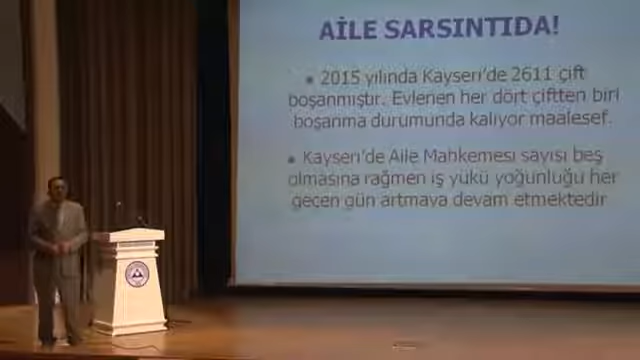 AİLE SARSINTIDA!
• 2015 yılında Kayseri'de 2611 çift
boşanmıştır. Evlenen her dört çiftten biri
boşanma durumunda kalıyor maalesef.
• Kayseri'de Aile Mahkemesi sayısı beş
olmasına rağmen iş yükü yoğunluğu her
geçen gün artmaya devam etmektedir